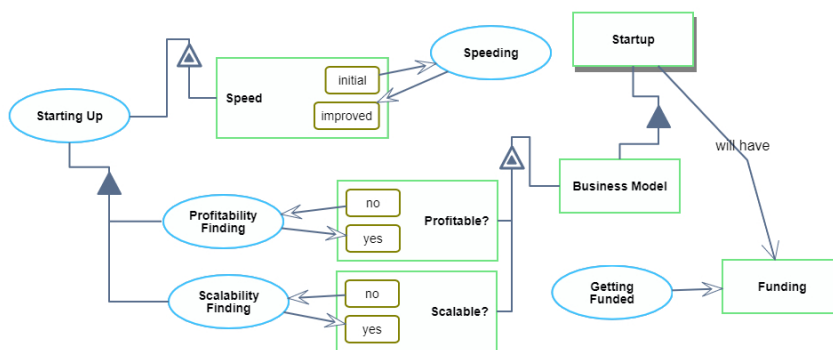 Speeding
Startup
initial
Speed
improved
Starting Up
will have
no
Business Model
Profitability
Finding
Profitable?
yes
no
Scalability
Finding
Getting
Funded
Funding
Scalable?
yes